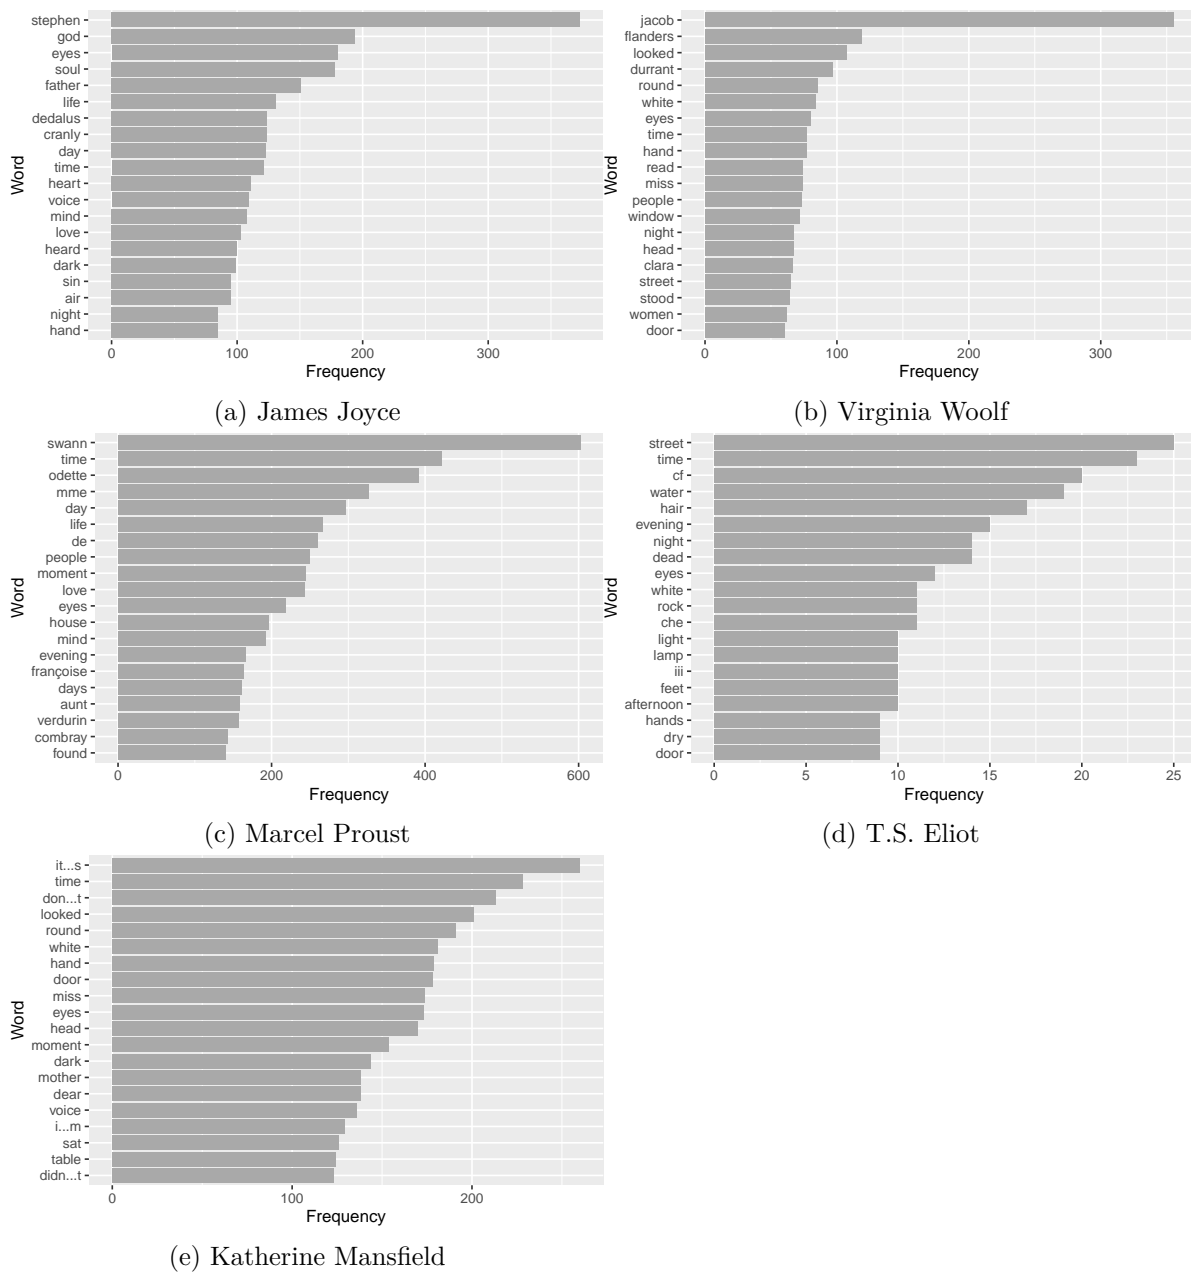 stephen
god
eyes
soul
father
life
dedalus
cranly
day
time
heart
voice
mind
love
heard
dark
sin
air
night
hand
Word
0 100 200 300
Frequency
(a) James Joyce
jacob
flanders
looked
durrant
round
white
eyes
time
hand
read
miss
people
window
night
head
clara
street
stood
women
door
Word
0 100 200 300
Frequency
(b) Virginia Woolf
swann
time
odette
mme
day
life
de
people
moment
love
eyes
house
mind
evening
françoise
days
aunt
verdurin
combray
found
Word
0 200 400 600
Frequency
(c) Marcel Proust
street
time
cf
water
hair
evening
night
dead
eyes
white
rock
che
light
lamp
iii
feet
afternoon
hands
dry
door
Word
0 5 10 15 20 25
Frequency
(d) T.S. Eliot
it...s
time
don...t
looked
round
white
hand
door
miss
eyes
head
moment
dark
mother
dear
voice
i...m
sat
table
didn...t
Word
0 100 200
Frequency
(e) Katherine Mansfield